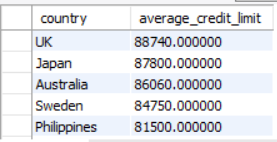 country average_credit_limit
UK 88740.000000
Japan 87800.000000
Australia 86060.000000
Sweden 84750.000000
Philippines 81500.000000